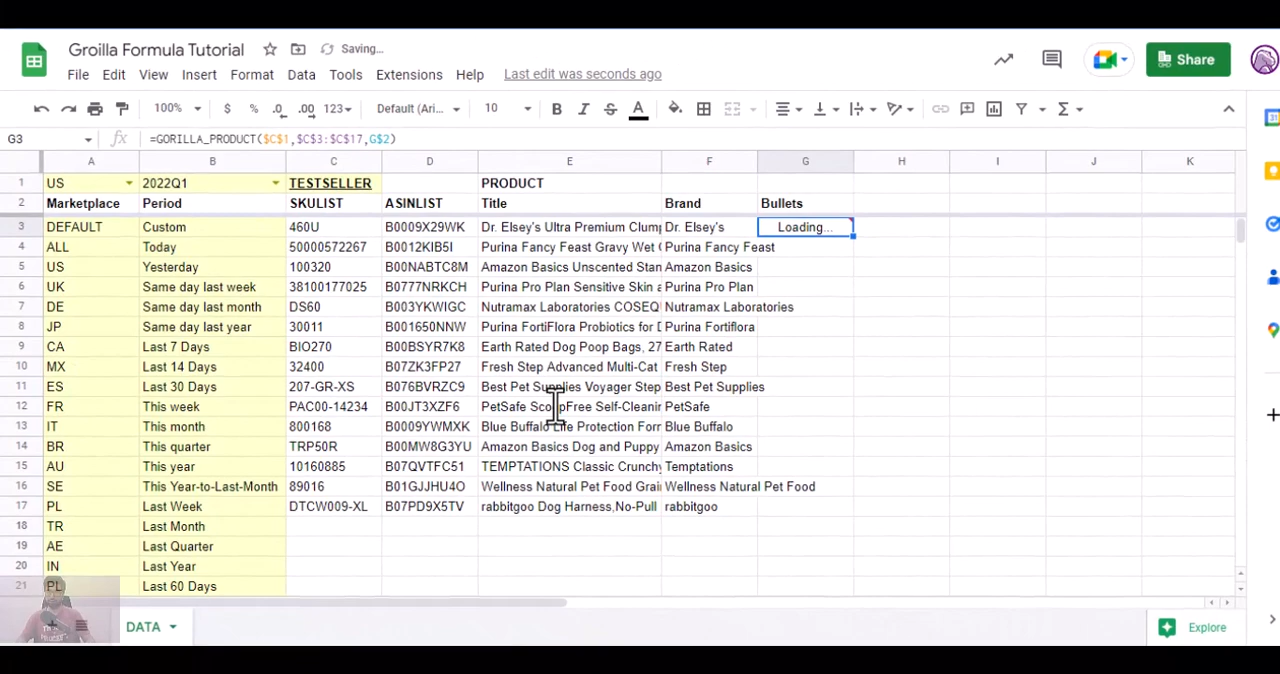 Groilla Formula Tutorial Saving...
File Edit View Insert Format Data Tools Extensions Help Last edit was seconds ago
Share
100% $ % .0 .00 123 Default (Ari... 10 B I S A
G3 fx =GORILLA_PRODUCT($C$1,$C$3:$C$17,G$2)
A B C D E F G H I J K
1 US 2022Q1 TESTSELLER PRODUCT
2 Marketplace Period SKULIST ASINLIST Title Brand Bullets
3 DEFAULT Custom 460U B0009X29WK Dr. Elsey's Ultra Premium Clump Dr. Elsey's Loading...
4 ALL Today 50000572267 B0012KIB5I Purina Fancy Feast Gravy Wet C Purina Fancy Feast
5 US Yesterday 100320 B00NABTC8M Amazon Basics Unscented Stan Amazon Basics
6 UK Same day last week 38100177025 B0777NRKCH Purina Pro Plan Sensitive Skin a Purina Pro Plan
7 DE Same day last month DS60 B003YKWIGC Nutramax Laboratories COSEQ Nutramax Laboratories
8 JP Same day last year 30011 B001650NNW Purina FortiFlora Probiotics for D Purina Fortiflora
9 CA Last 7 Days BIO270 B00BSYR7K8 Earth Rated Dog Poop Bags, 27 Earth Rated
10 MX Last 14 Days 32400 B07ZK3FP27 Fresh Step Advanced Multi-Cat Fresh Step
11 ES Last 30 Days 207-GR-XS B076BVRZC9 Best Pet Supplies Voyager Step Best Pet Supplies
12 FR This week PAC00-14234 B00JT3XZF6 PetSafe ScoopFree Self-Cleanin PetSafe
13 IT This month 800168 B0009YWMXK Blue Buffalo Life Protection Form Blue Buffalo
14 BR This quarter TRP50R B00MW8G3YU Amazon Basics Dog and Puppy Amazon Basics
15 AU This year 10160885 B07QVTFC51 TEMPTATIONS Classic Crunchy Temptations
16 SE This Year-to-Last-Month 89016 B01GJJHU4O Wellness Natural Pet Food Grai Wellness Natural Pet Food
17 PL Last Week DTCW009-XL B07PD9X5TV rabbitgoo Dog Harness,No-Pull rabbitgoo
18 TR Last Month
19 AE Last Quarter
20 IN Last Year
21 PL Last 60 Days
DATA Explore